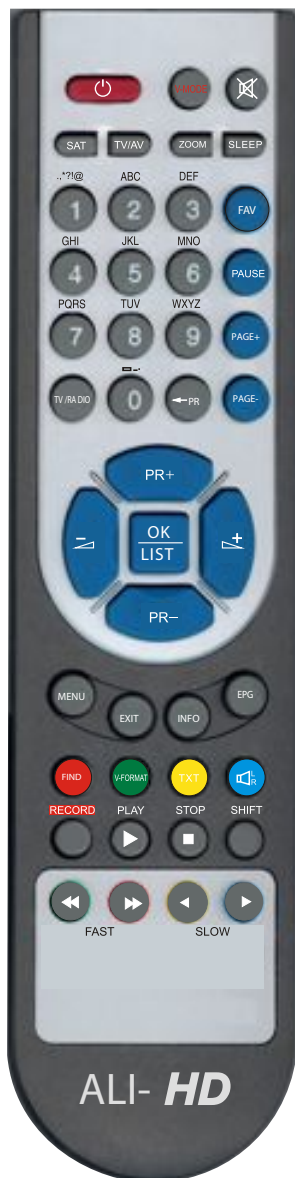 V-MODE
SAT TV/AV ZOOM SLEEP
.,*?!@ ABC DEF
1 2 3 FAV
GHI JKL MNO
4 5 6 PAUSE
PQRS TUV WXYZ
7 8 9 PAGE+
TV/RADIO 0 ←PR PAGE-
PR+
- OK +
LIST
PR-
MENU EPG
EXIT INFO
FIND V-FORMAT TXT L
R
RECORD PLAY STOP SHIFT
FAST SLOW
ALI- HD